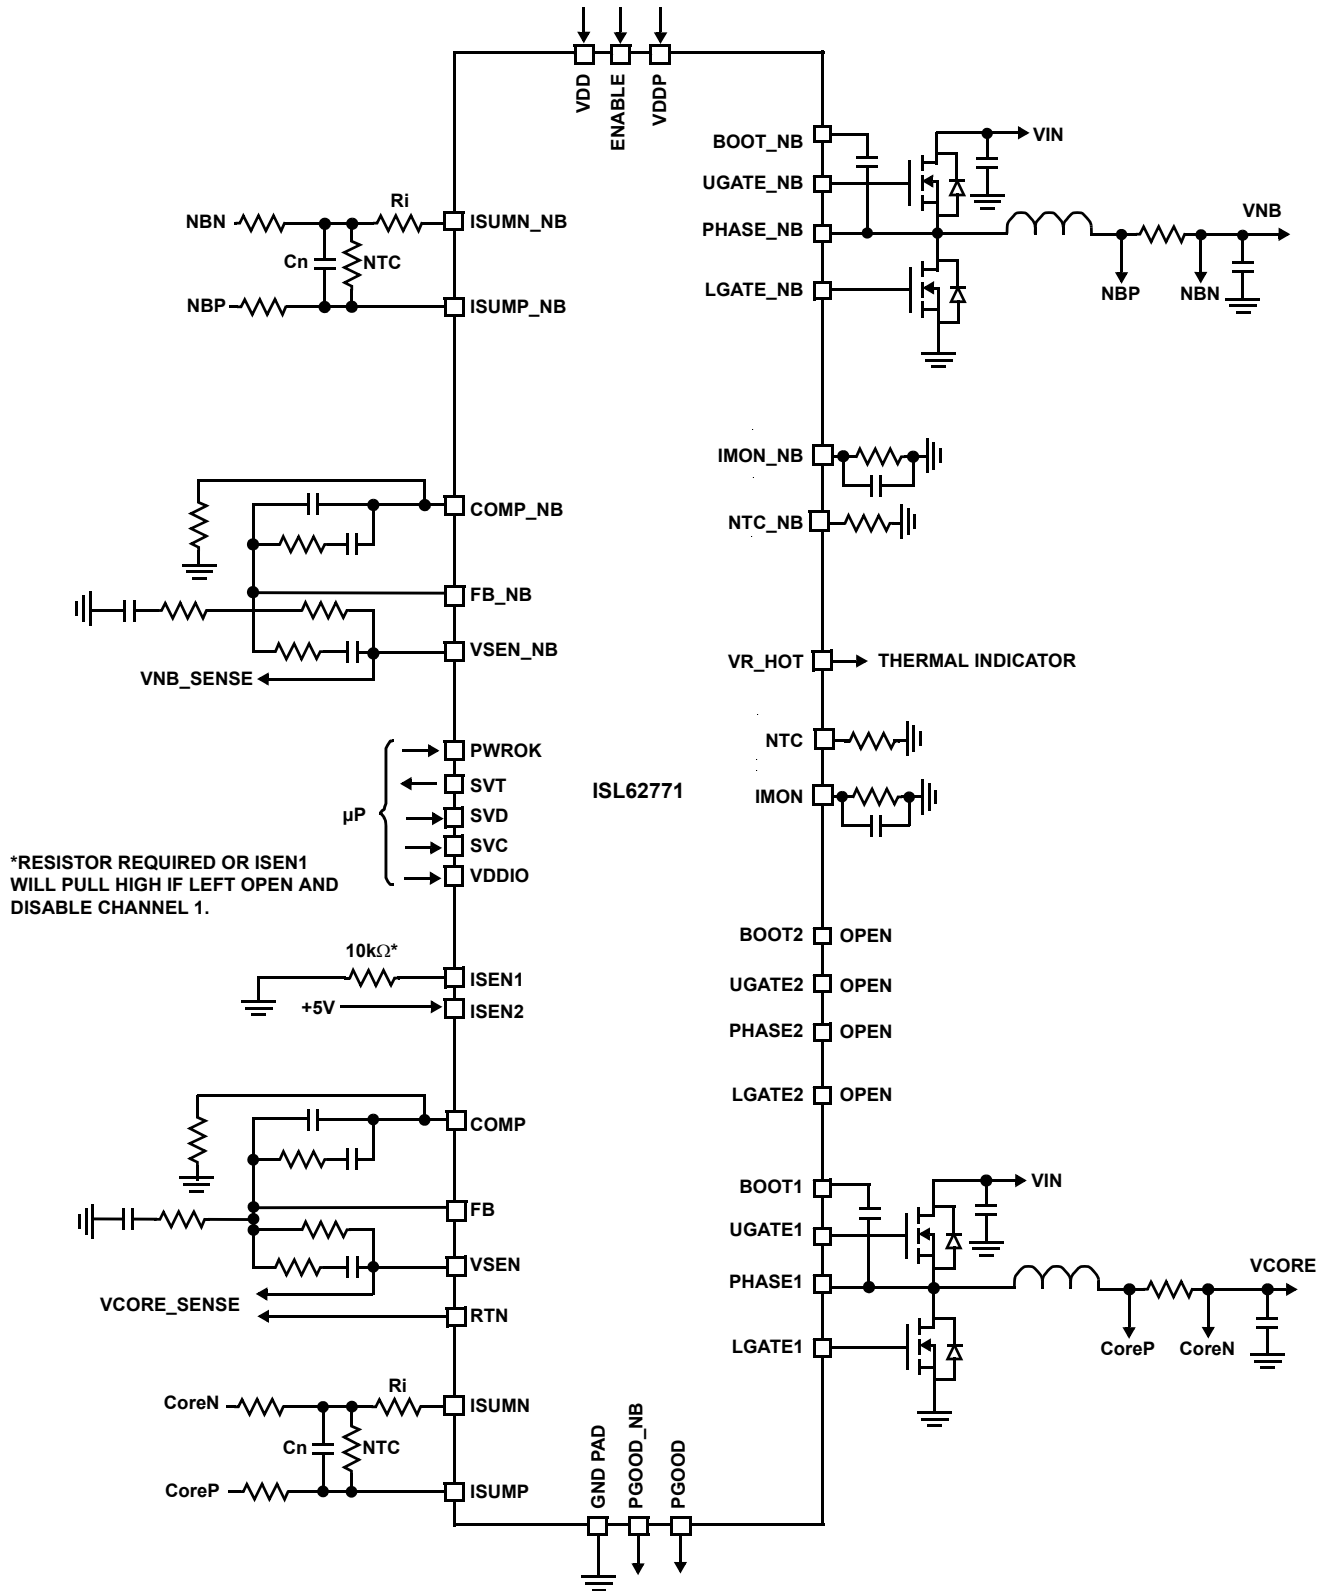 VDD
ENABLE
VDDP
BOOT_NB
VIN
UGATE_NB
NBN
Ri
ISUMN_NB
PHASE_NB
VNB
Cn
NTC
LGATE_NB
NBP
NBN
NBP
ISUMP_NB
IMON_NB
COMP_NB
NTC_NB
FB_NB
VSEN_NB
VR_HOT
THERMAL INDICATOR
VNB_SENSE
NTC
PWROK
SVT
ISL62771
IMON
µP
SVD
SVC
VDDIO
*RESISTOR REQUIRED OR ISEN1
WILL PULL HIGH IF LEFT OPEN AND
DISABLE CHANNEL 1.
BOOT2
OPEN
10kΩ*
ISEN1
UGATE2
OPEN
+5V
ISEN2
PHASE2
OPEN
LGATE2
OPEN
COMP
BOOT1
VIN
FB
UGATE1
VSEN
PHASE1
VCORE
VCORE_SENSE
RTN
LGATE1
CoreP
CoreN
CoreN
Ri
ISUMN
Cn
NTC
CoreP
ISUMP
GND PAD
PGOOD_NB
PGOOD